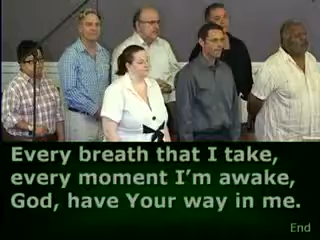 Every breath that I take,
every moment I'm awake,
God, have Your way in me.
End